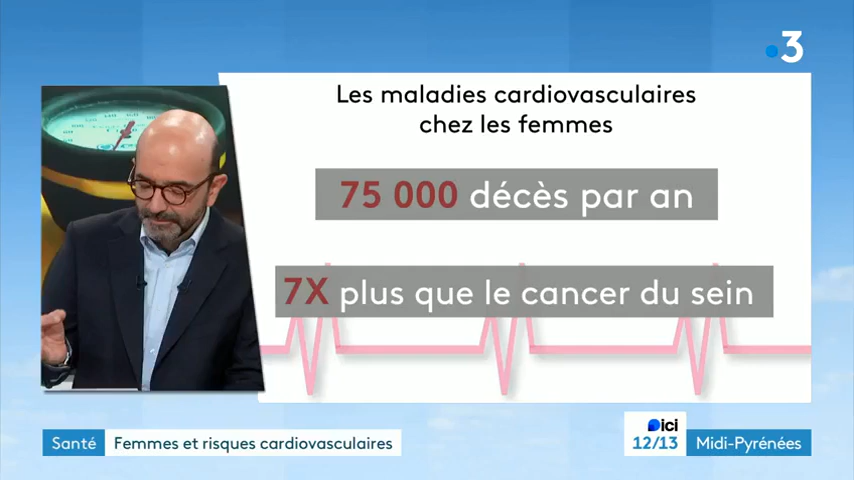 3
Les maladies cardiovasculaires
chez les femmes
75 000 décès par an
7X plus que le cancer du sein
Santé
Femmes et risques cardiovasculaires
ici
12/13
Midi-Pyrénées